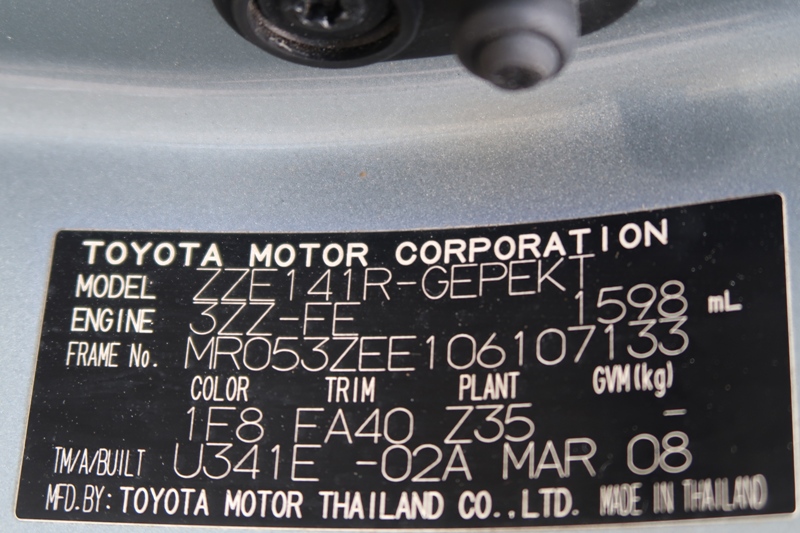 TOYOTA MOTOR CORPORATION
MODEL ZZE141R-GEPEKT
ENGINE 3ZZ-FE 1598 mL
FRAME No. MR053ZEE106107133
COLOR TRIM PLANT GVM(kg)
1F8 FA40 Z35 -
TM/A/BUILT U341E -02A MAR 08
MFD.BY: TOYOTA MOTOR THAILAND CO.,LTD. MADE IN THAILAND